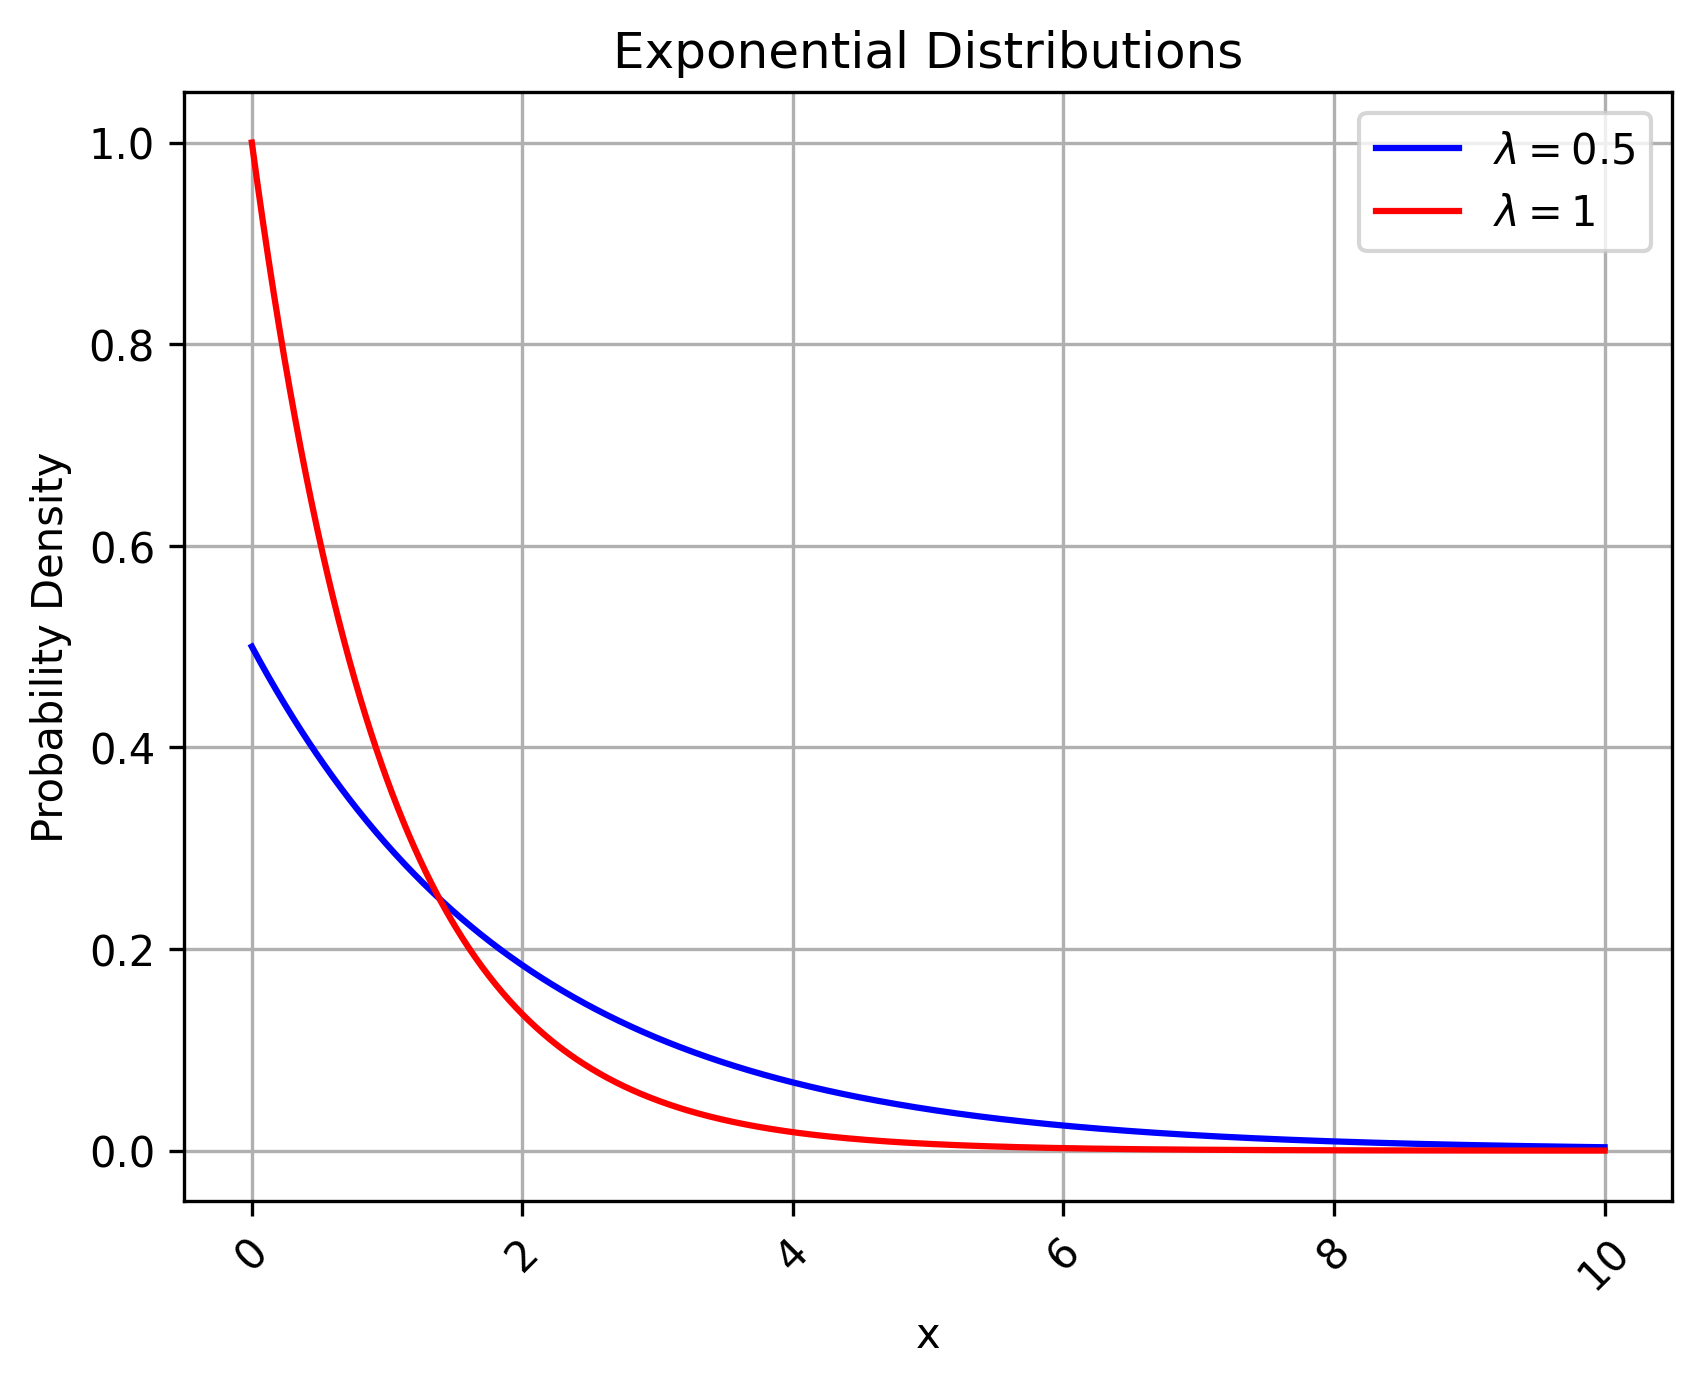 Exponential Distributions
λ = 0.5
λ = 1
Probability Density
1.0
0.8
0.6
0.4
0.2
0.0
0 2 4 6 8 10
x